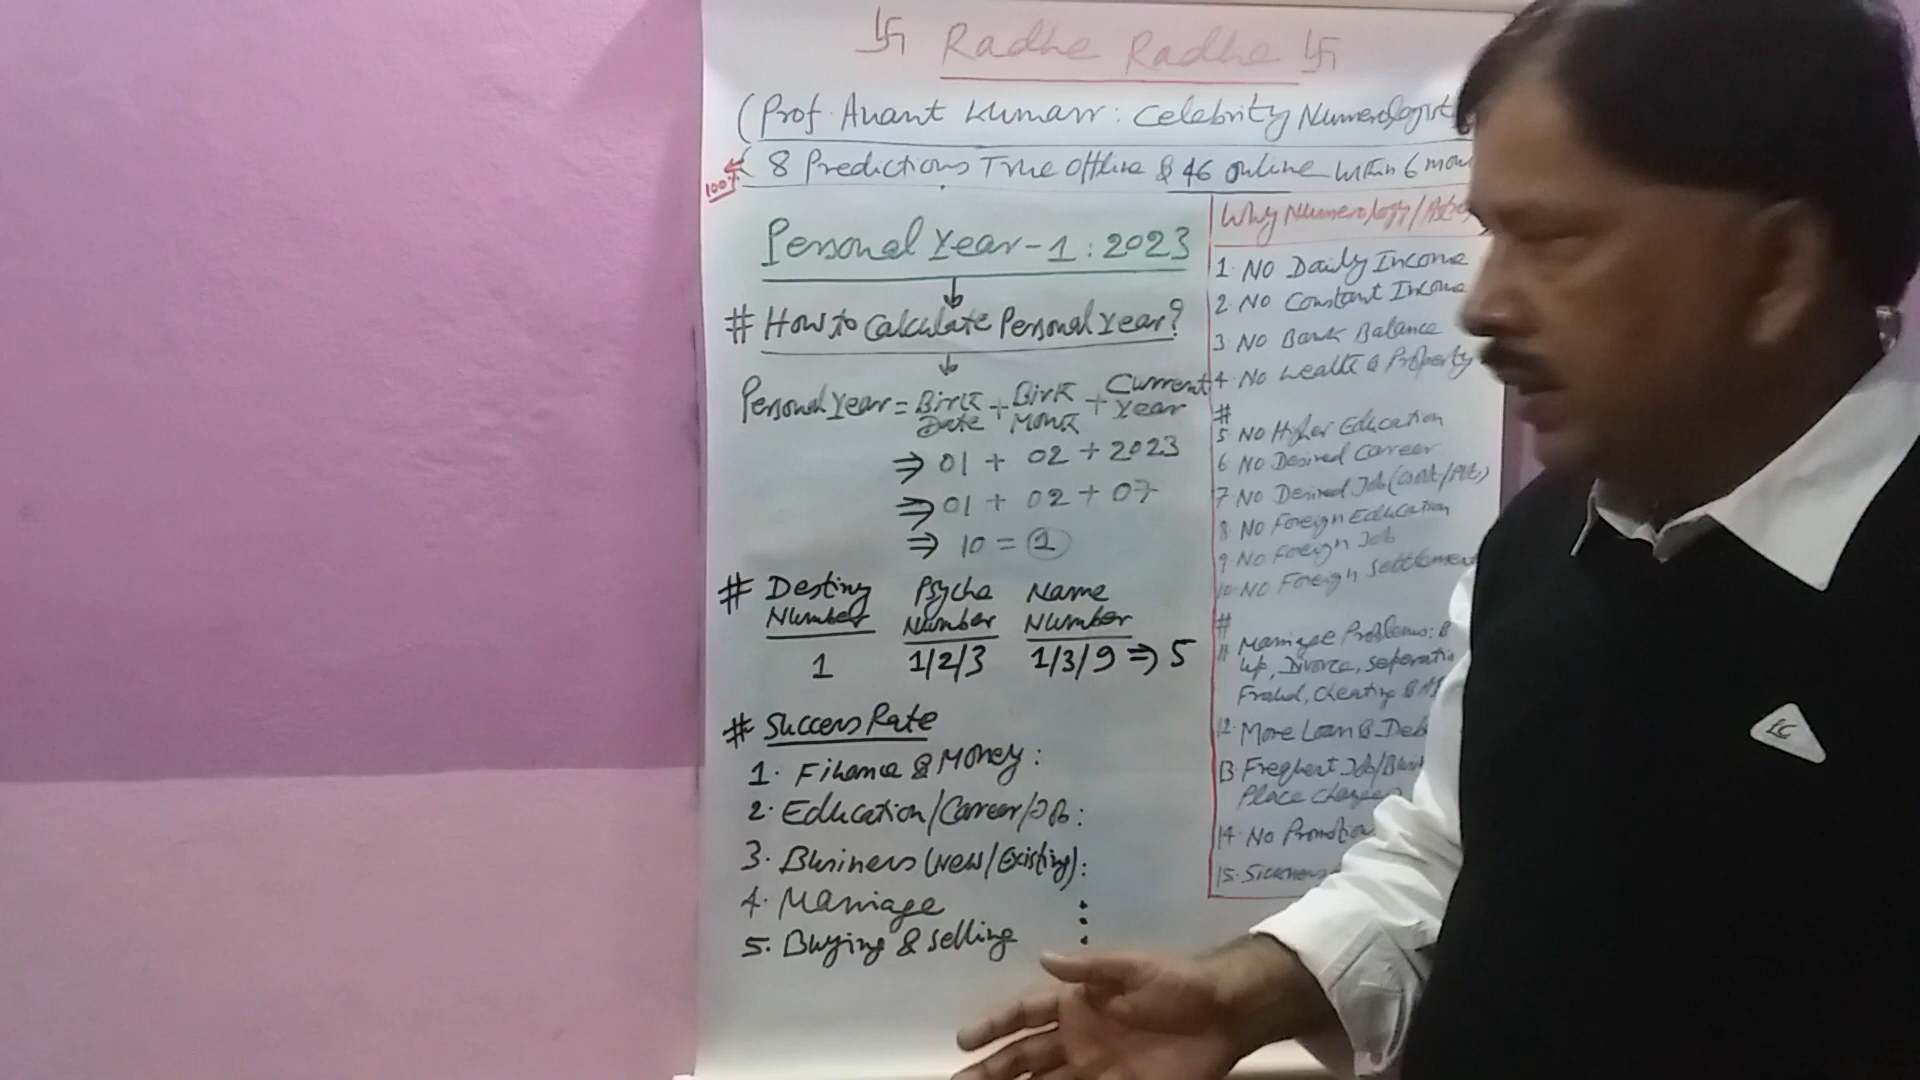 卐 Radhe Radhe 卐
(Prof. Anant Kumarr: Celebrity Numerologist
100% 8 Predictions True Offline & 46 online within 6 mon
Personal Year-1: 2023
# How to Calculate Personal Year?
Personal Year = Birth Date + Birth Month + Current Year
⇒ 01 + 02 + 2023
⇒ 01 + 02 + 07
⇒ 10 = 1
# Destiny Number Psyche Number Name Number
1 1/2/3 1/3/9 ⇒ 5
# Success Rate
1. Finance & Money:
2. Education/Career/Job:
3. Business (New/Existing):
4. Marriage :
5. Buying & Selling :
Why Numerology/Ast
1. No Daily Income
2. No Constant Income
3 No Bank Balance
4. No Wealth & Property
#
5 No Higher Education
6 No Desired Career
7 No Desired Job (Govt/Pvt)
8 No Foreign Education
9 No Foreign Job
10 No Foreign Settlement
#
11 Marriage Problems: B
up, Divorce, Seperatio
Fraud, Cheating &
12. More Loan & Deb
13. Frequent Job/Busi
Place Changes
14. No Promotion
15. Sickness